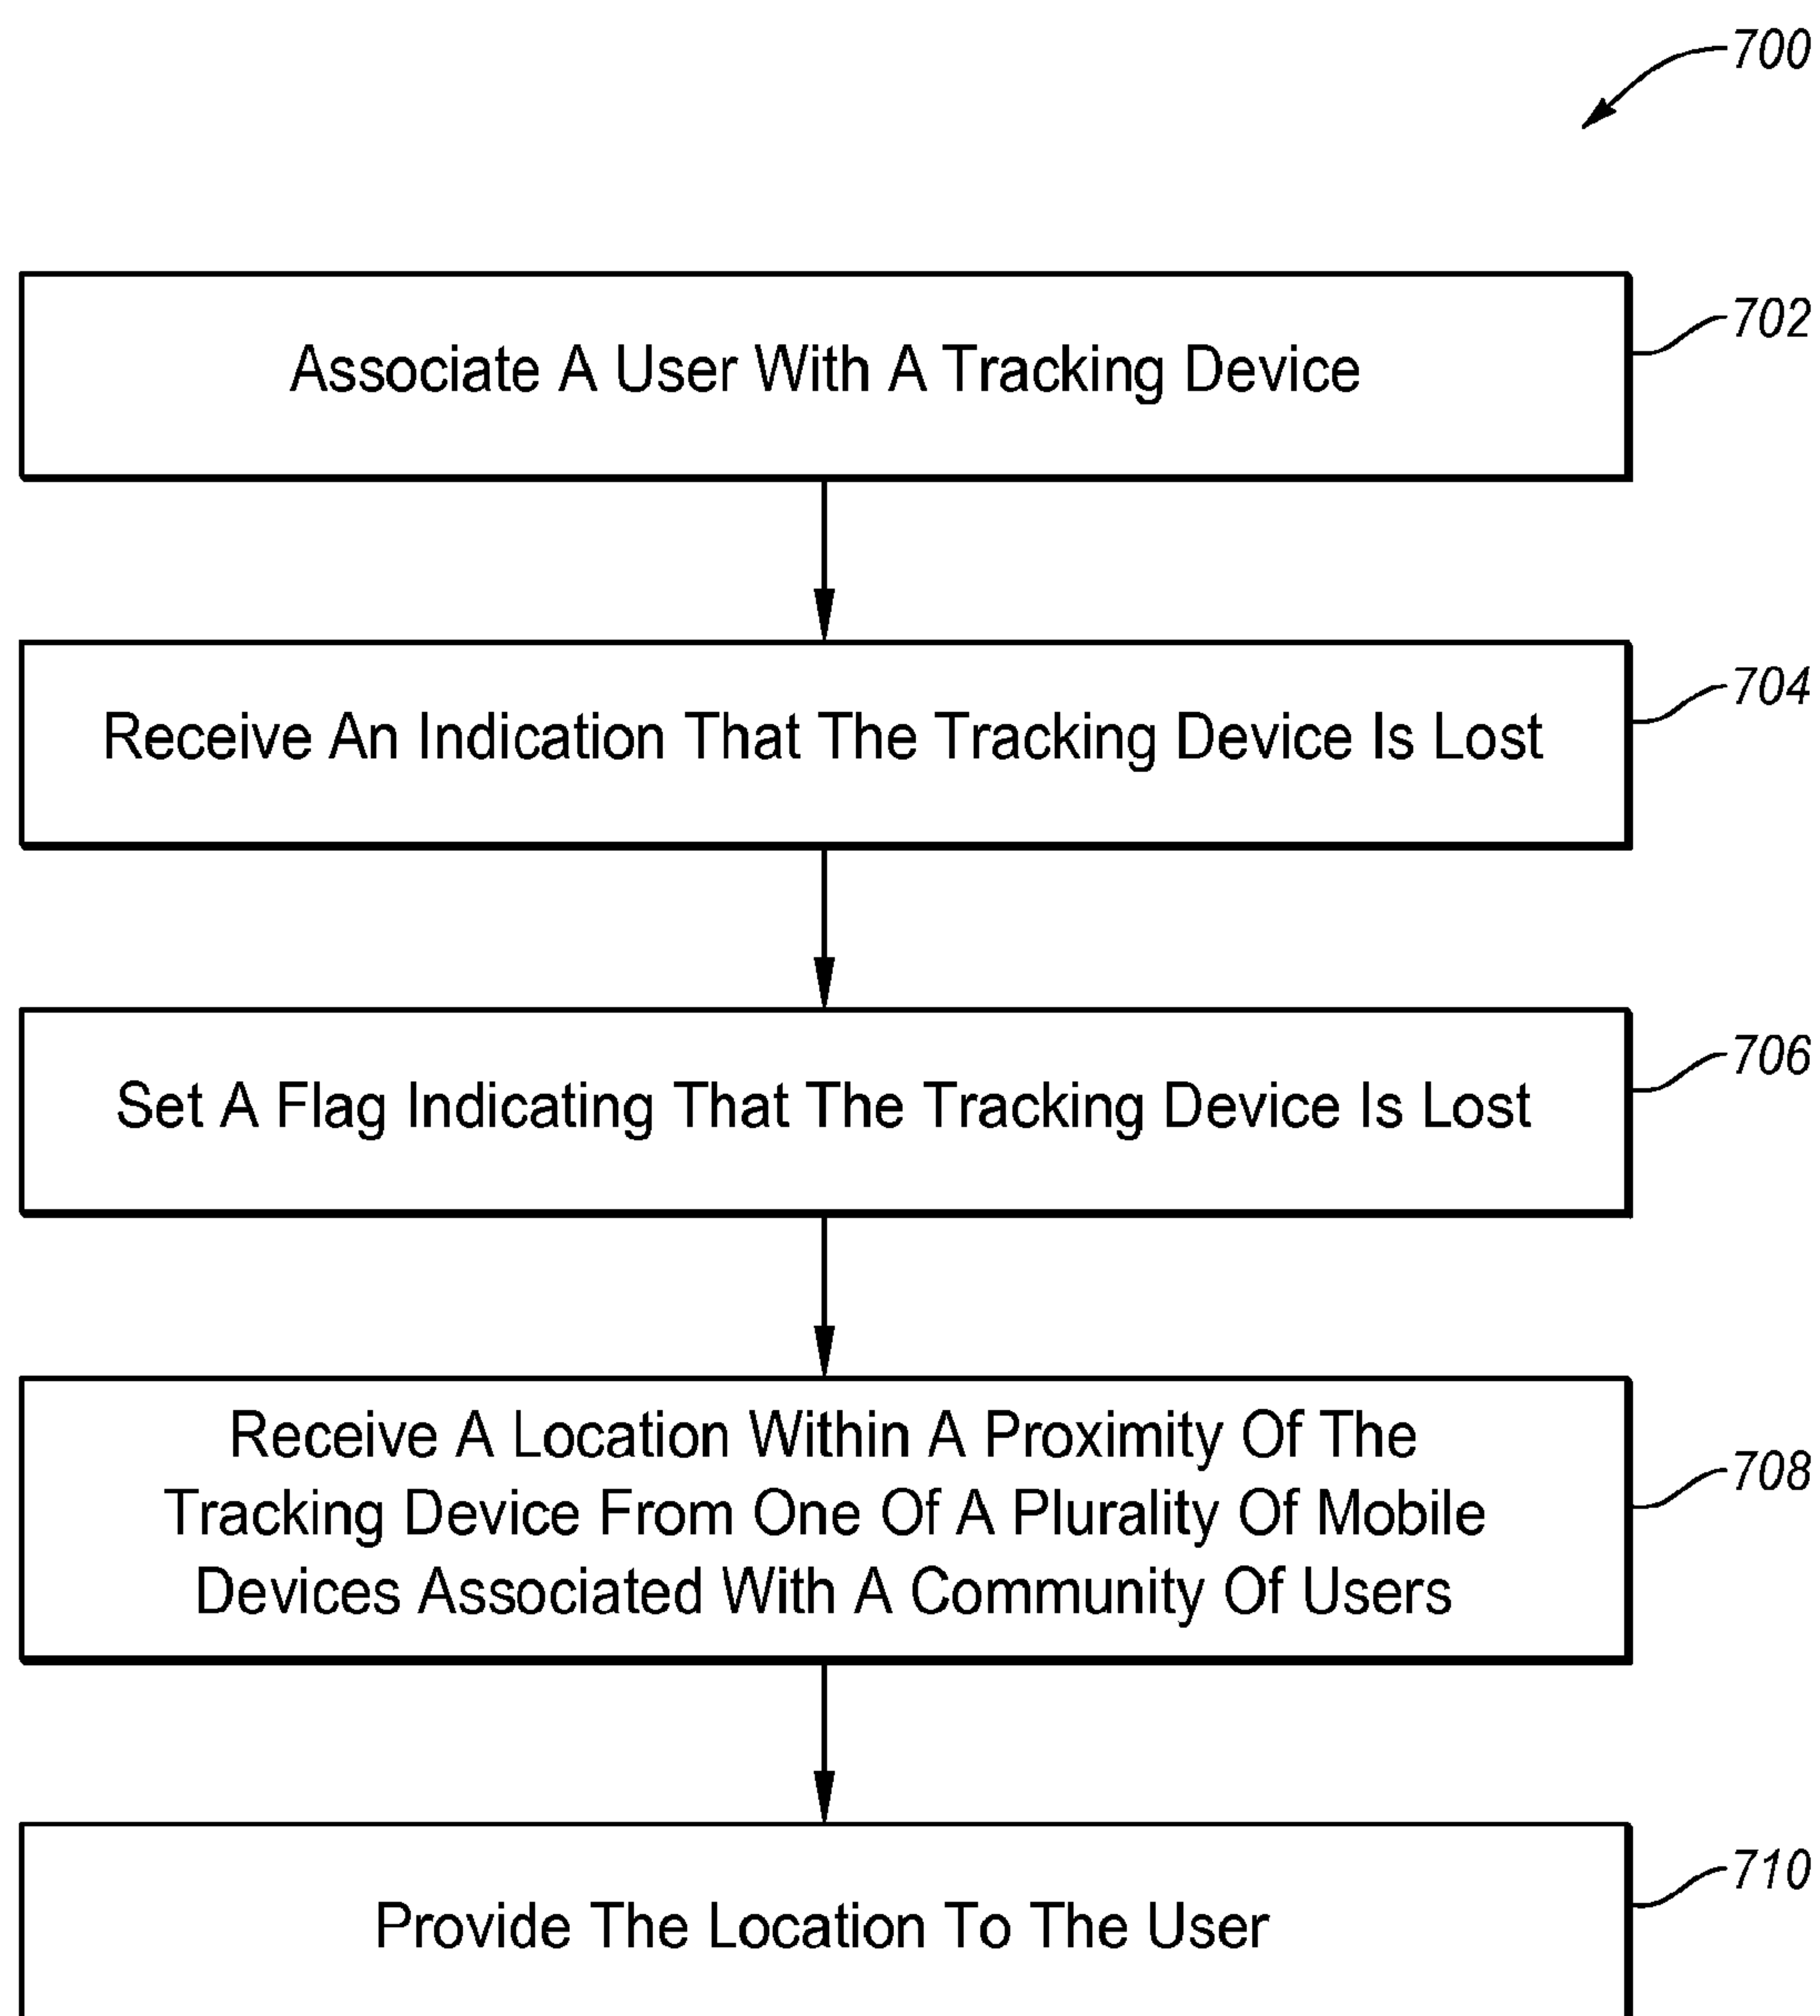 700
Associate A User With A Tracking Device
702
Receive An Indication That The Tracking Device Is Lost
704
Set A Flag Indicating That The Tracking Device Is Lost
706
Receive A Location Within A Proximity Of The
Tracking Device From One Of A Plurality Of Mobile
Devices Associated With A Community Of Users
708
Provide The Location To The User
710